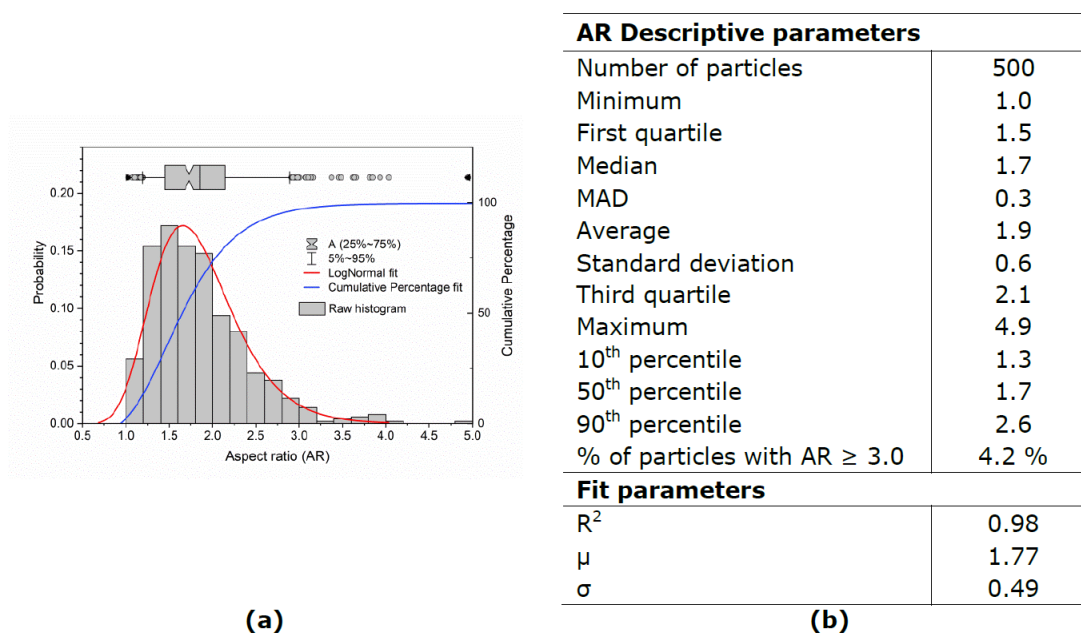 0.20
0.15
0.10
0.05
0.00
Probability
100
50
0
Cumulative Percentage
A (25%~75%)
5%~95%
LogNormal fit
Cumulative Percentage fit
Raw histogram
0.5 1.0 1.5 2.0 2.5 3.0 3.5 4.0 4.5 5.0
Aspect ratio (AR)
(a)
AR Descriptive parameters
Number of particles 500
Minimum 1.0
First quartile 1.5
Median 1.7
MAD 0.3
Average 1.9
Standard deviation 0.6
Third quartile 2.1
Maximum 4.9
10th percentile 1.3
50th percentile 1.7
90th percentile 2.6
% of particles with AR ≥ 3.0 4.2 %
Fit parameters
R² 0.98
μ 1.77
σ 0.49
(b)